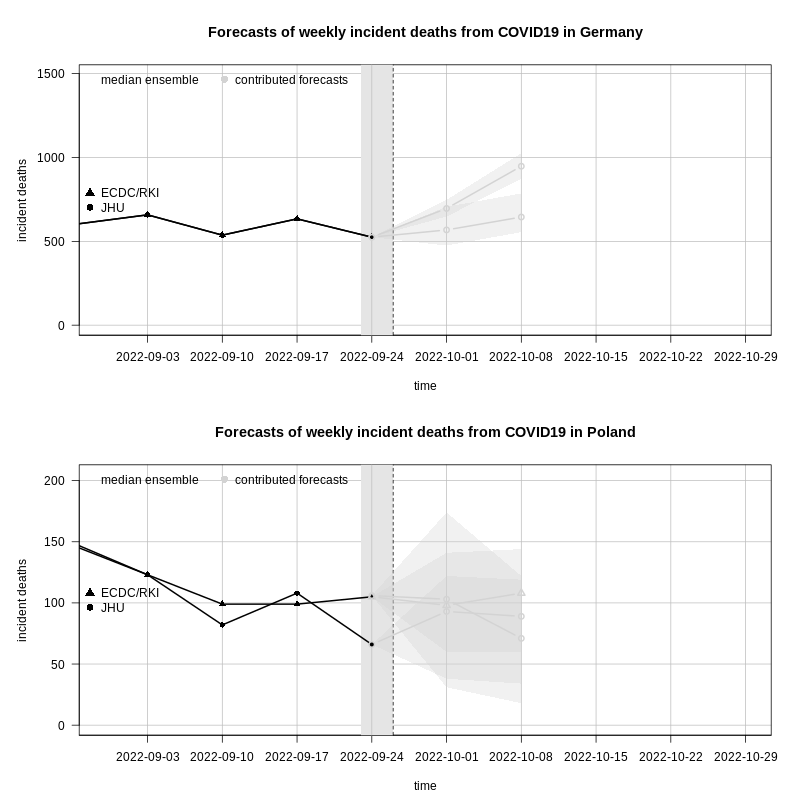 Forecasts of weekly incident deaths from COVID19 in Germany
median ensemble contributed forecasts
ECDC/RKI
JHU
incident deaths
1500
1000
500
0
2022-09-03 2022-09-10 2022-09-17 2022-09-24 2022-10-01 2022-10-08 2022-10-15 2022-10-22 2022-10-29
time
Forecasts of weekly incident deaths from COVID19 in Poland
median ensemble contributed forecasts
ECDC/RKI
JHU
incident deaths
200
150
100
50
0
2022-09-03 2022-09-10 2022-09-17 2022-09-24 2022-10-01 2022-10-08 2022-10-15 2022-10-22 2022-10-29
time